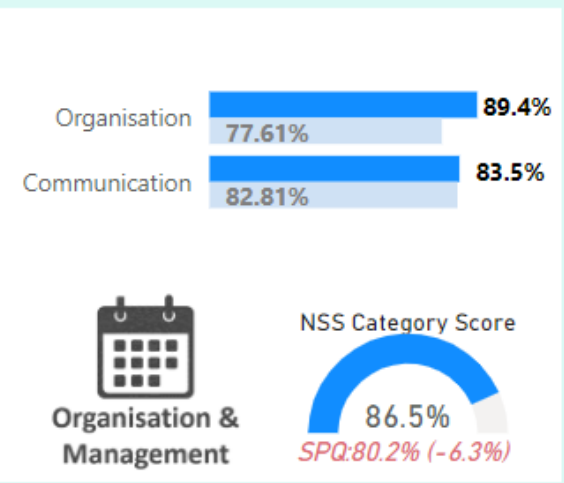 Organisation
89.4%
77.61%
Communication
83.5%
82.81%
Organisation &
Management
NSS Category Score
86.5%
SPQ:80.2% (-6.3%)